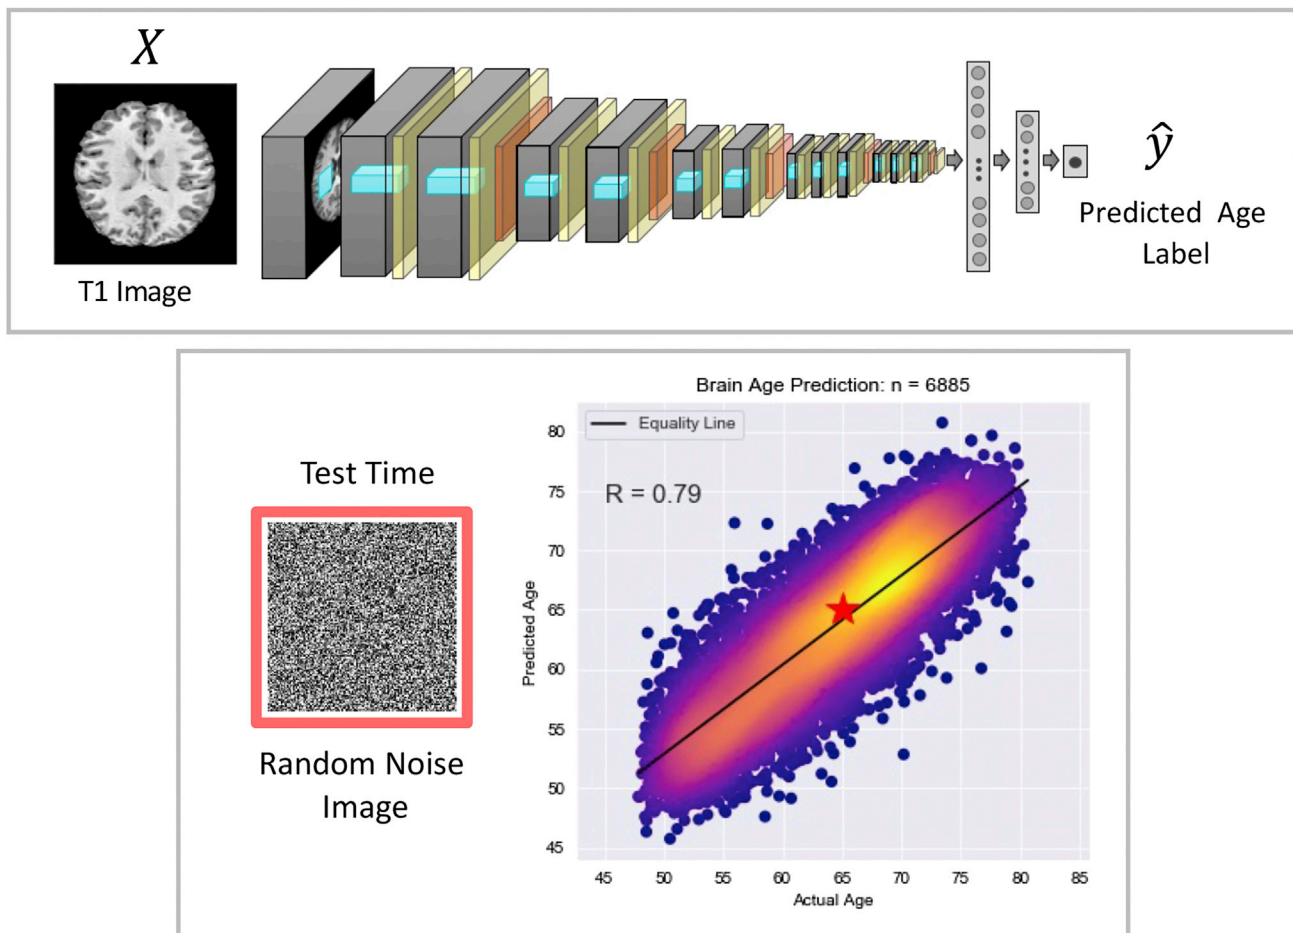 X
T1 Image
ŷ
Predicted Age
Label
Test Time
Random Noise
Image
Brain Age Prediction: n = 6885
Equality Line
R = 0.79
Predicted Age
80
75
70
65
60
55
50
45
45 50 55 60 65 70 75 80 85
Actual Age